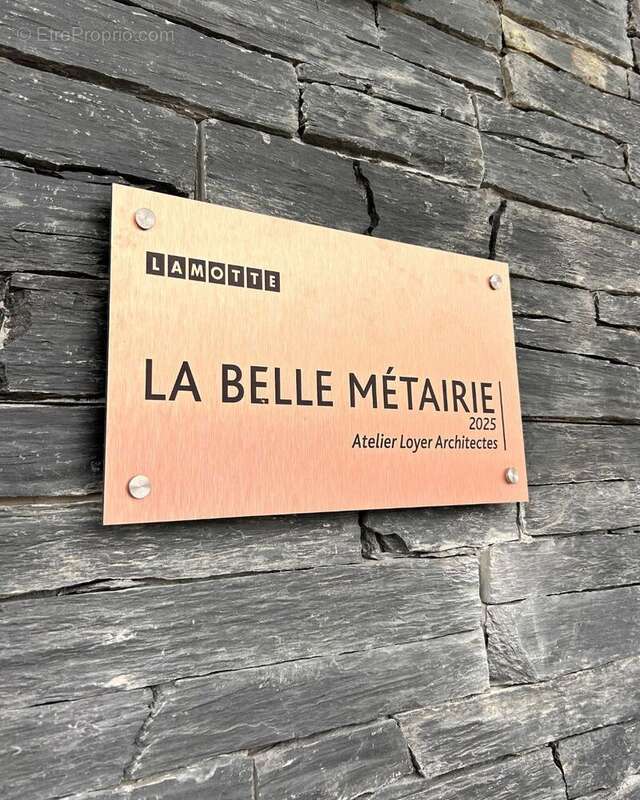 © EtreProprio.com
LAMOTTE
LA BELLE MÉTAIRIE
2025
Atelier Loyer Architectes